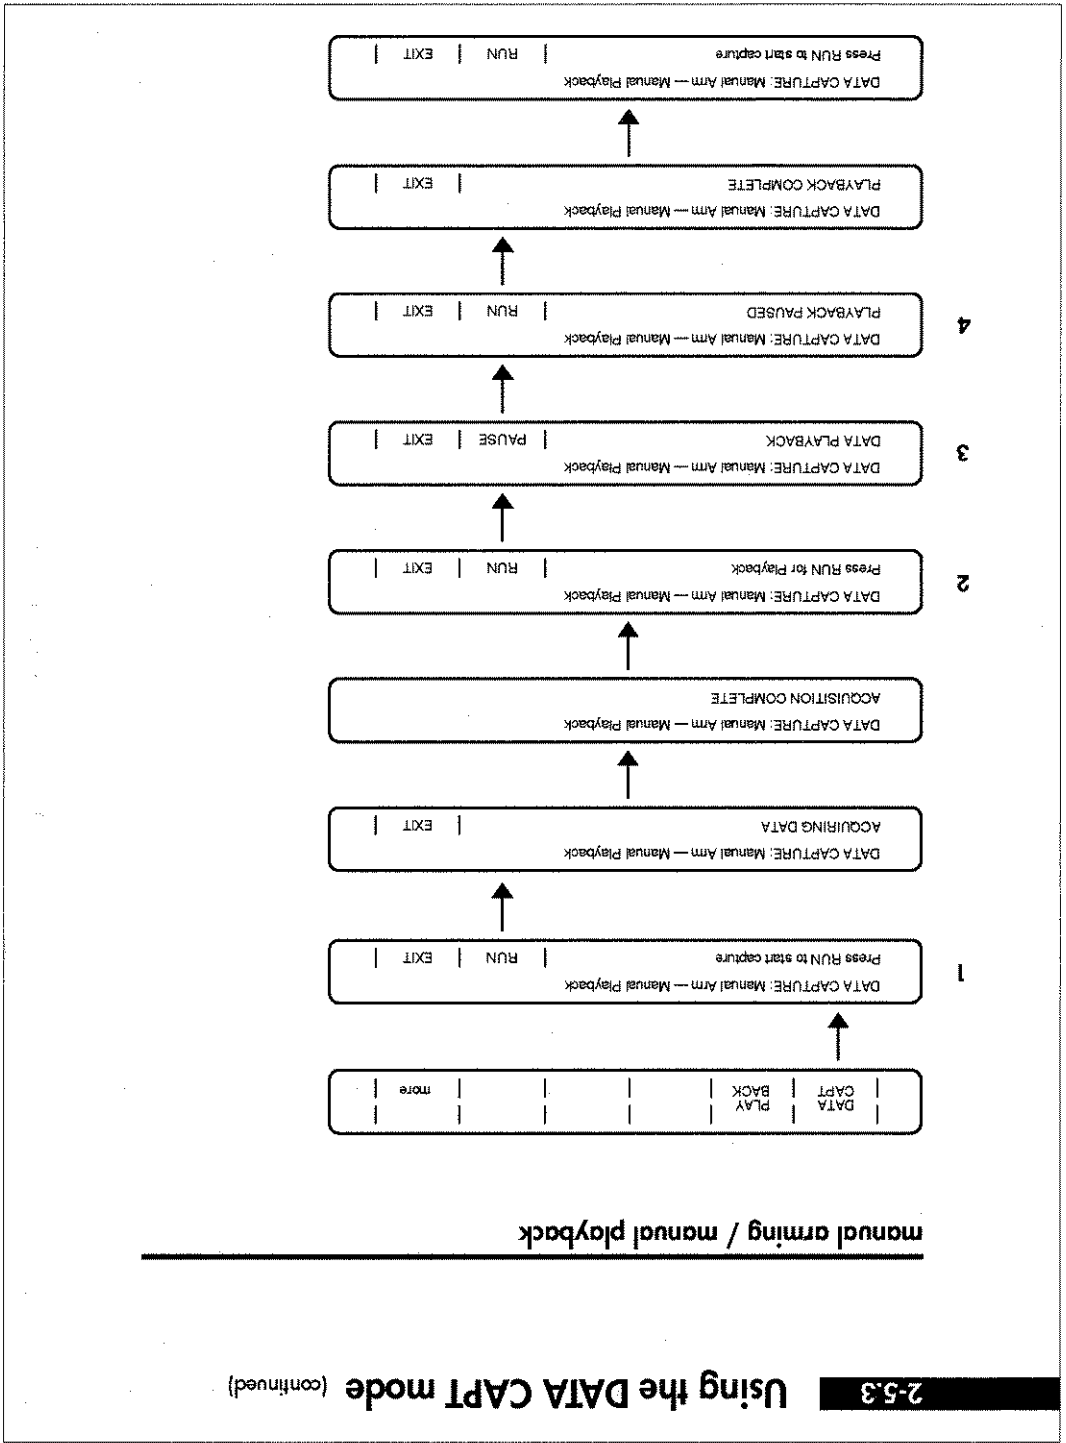 2-5.3 Using the DATA CAPT mode (continued)
manual arming / manual playback
DATA | PLAY | | | |
CAPT | BACK | | | | more |
1
DATA CAPTURE: Manual Arm — Manual Playback
Press RUN to start capture | RUN | EXIT |
DATA CAPTURE: Manual Arm — Manual Playback
ACQUIRING DATA | EXIT |
DATA CAPTURE: Manual Arm — Manual Playback
ACQUISITION COMPLETE
2
DATA CAPTURE: Manual Arm — Manual Playback
Press RUN for Playback | RUN | EXIT |
3
DATA CAPTURE: Manual Arm — Manual Playback
DATA PLAYBACK | PAUSE | EXIT |
4
DATA CAPTURE: Manual Arm — Manual Playback
PLAYBACK PAUSED | RUN | EXIT |
DATA CAPTURE: Manual Arm — Manual Playback
PLAYBACK COMPLETE | EXIT |
DATA CAPTURE: Manual Arm — Manual Playback
Press RUN to start capture | RUN | EXIT |